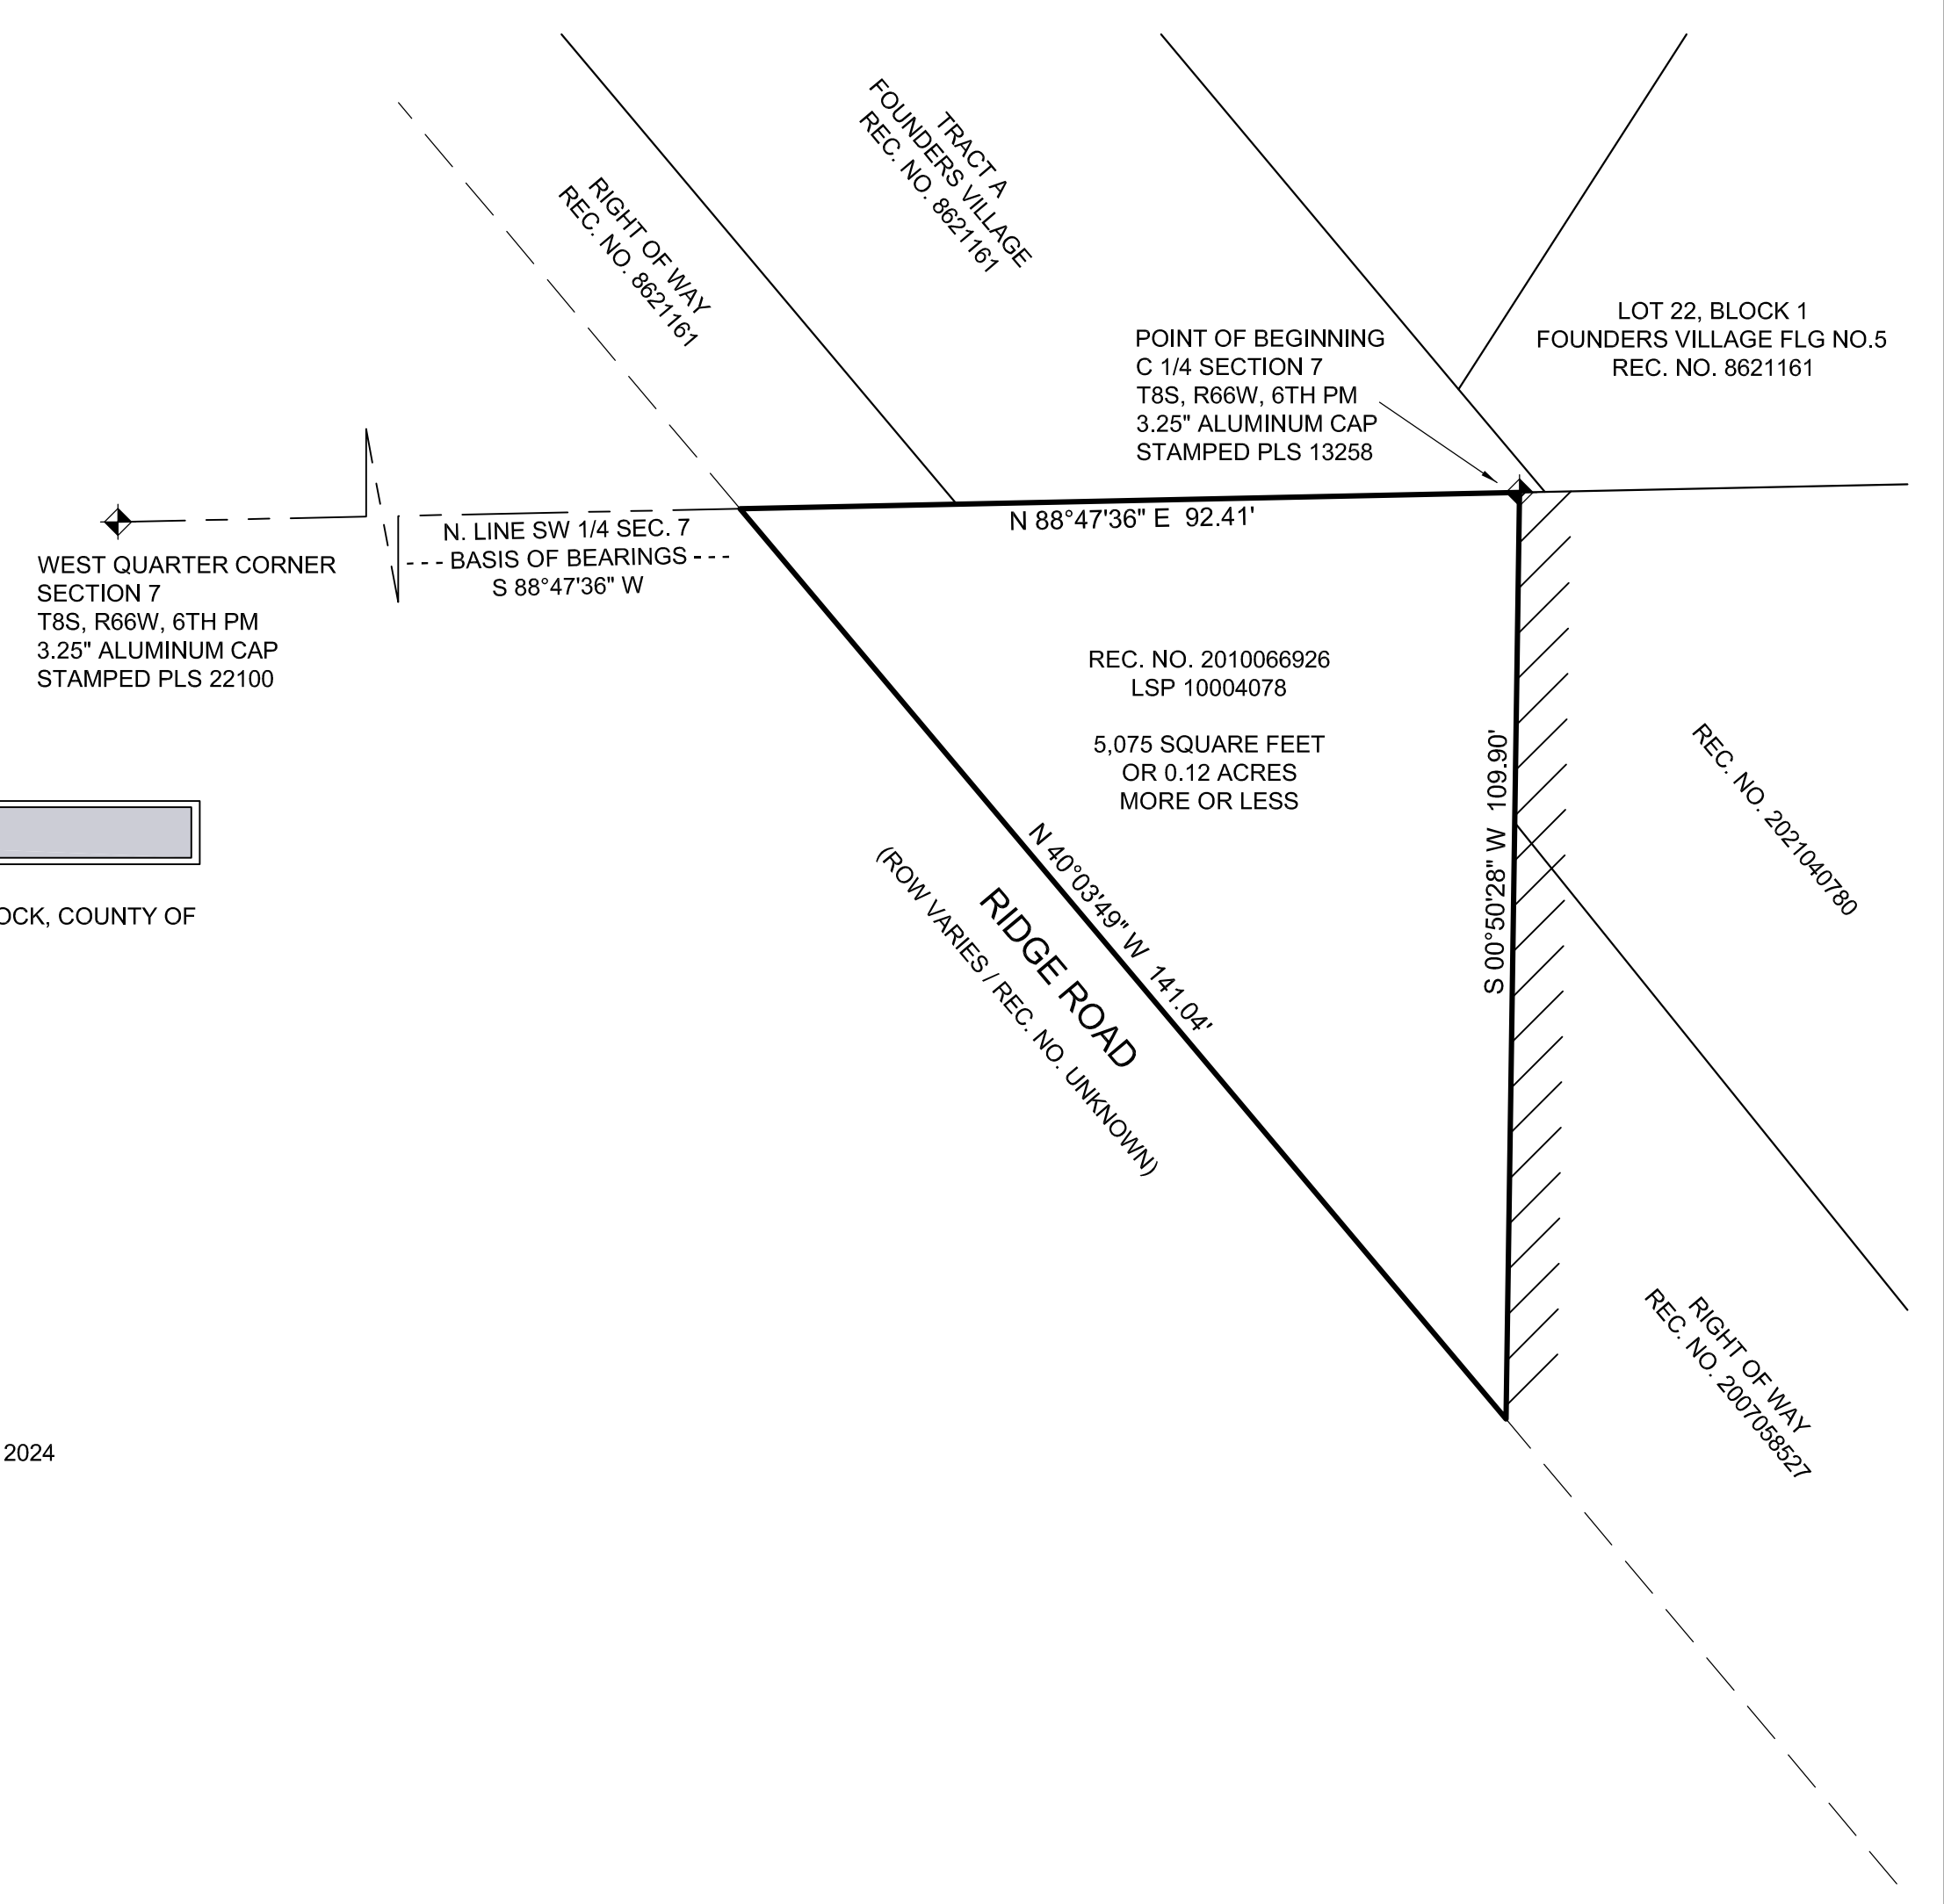 TRACT A
FOUNDERS VILLAGE
REC. NO. 8621161
RIGHT OF WAY
REC. NO. 8621161
LOT 22, BLOCK 1
FOUNDERS VILLAGE FLG NO.5
REC. NO. 8621161
POINT OF BEGINNING
C 1/4 SECTION 7
T8S, R66W, 6TH PM
3.25" ALUMINUM CAP
STAMPED PLS 13258
N 88°47'36" E 92.41'
N. LINE SW 1/4 SEC. 7
--- BASIS OF BEARINGS ---
S 88°47'36" W
WEST QUARTER CORNER
SECTION 7
T8S, R66W, 6TH PM
3.25" ALUMINUM CAP
STAMPED PLS 22100
REC. NO. 2010066926
LSP 10004078
5,075 SQUARE FEET
OR 0.12 ACRES
MORE OR LESS
S 00°50'28" W 109.90'
REC. NO. 2021040780
N 40°03'49" W 141.04'
RIDGE ROAD
(ROW VARIES / REC. NO. UNKNOWN)
OCK, COUNTY OF
RIGHT OF WAY
REC. NO. 2007058527
2024